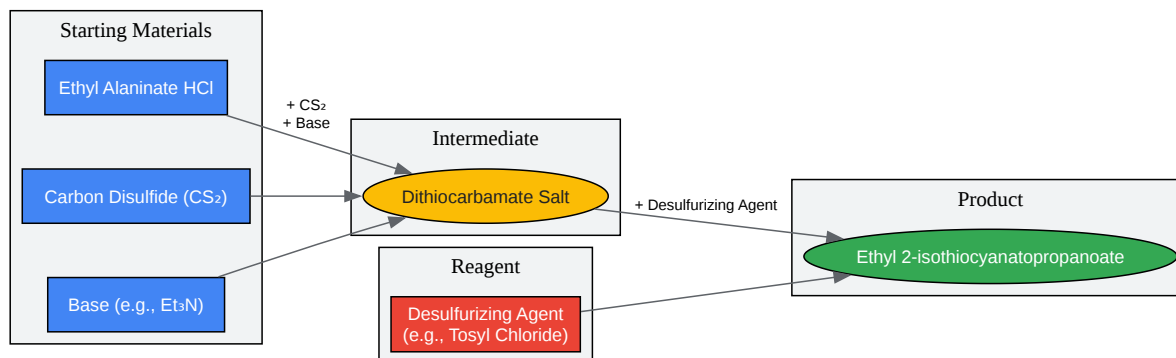 Starting Materials
Ethyl Alaninate HCl
Carbon Disulfide (CS₂)
Base (e.g., Et₃N)
+ CS₂
+ Base
Intermediate
Dithiocarbamate Salt
Reagent
Desulfurizing Agent
(e.g., Tosyl Chloride)
+ Desulfurizing Agent
Product
Ethyl 2-isothiocyanatopropanoate